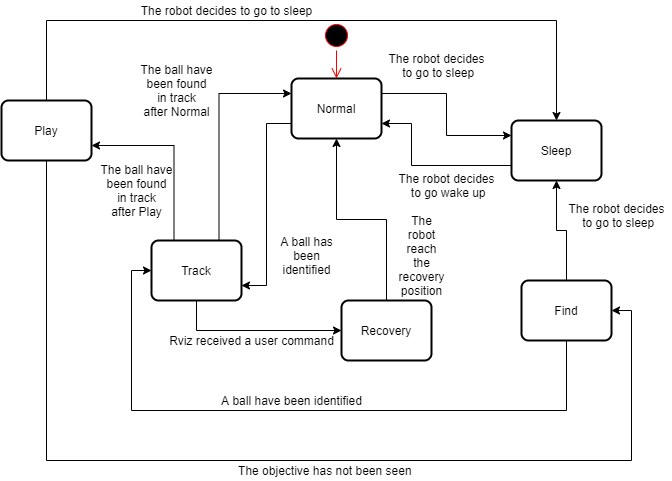 The robot decides to go to sleep
The robot decides
to go to sleep
The ball have
been found
in track
after Normal
Normal
Play
Sleep
The ball have
been found
in track
after Play
The robot decides
to go wake up
The robot decides
to go to sleep
The
robot
reach
the
recovery
position
A ball has
been
identified
Track
Find
Recovery
Rviz received a user command
A ball have been identified
The objective has not been seen